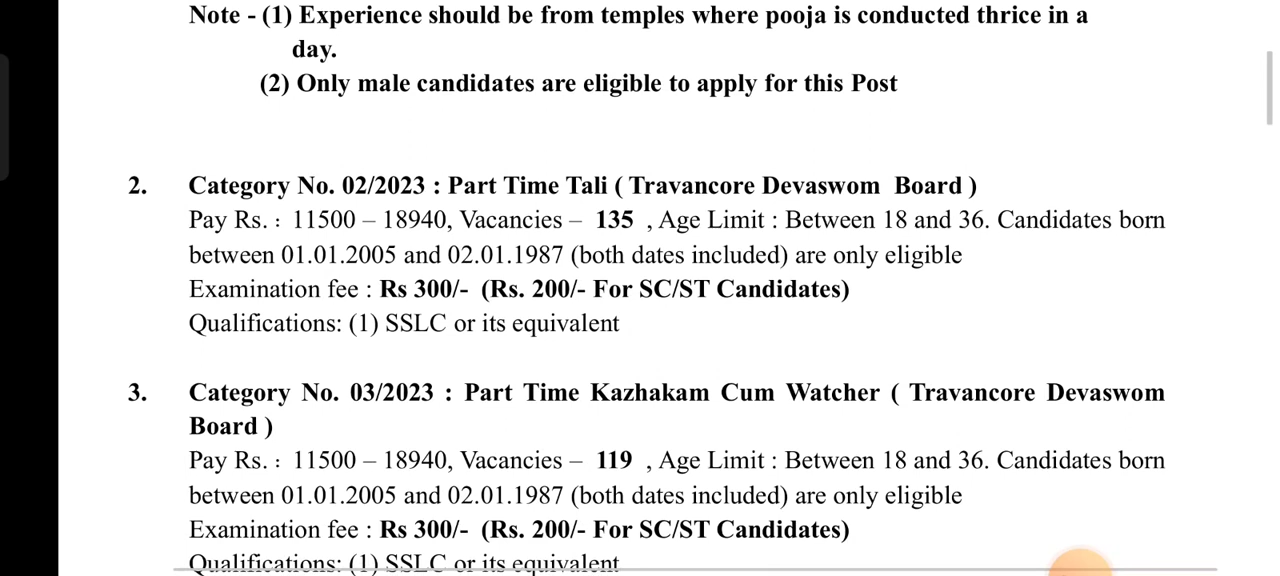 Note - (1) Experience should be from temples where pooja is conducted thrice in a
day.
(2) Only male candidates are eligible to apply for this Post
2. Category No. 02/2023 : Part Time Tali ( Travancore Devaswom Board )
Pay Rs. : 11500 – 18940, Vacancies – 135 , Age Limit : Between 18 and 36. Candidates born
between 01.01.2005 and 02.01.1987 (both dates included) are only eligible
Examination fee : Rs 300/- (Rs. 200/- For SC/ST Candidates)
Qualifications: (1) SSLC or its equivalent
3. Category No. 03/2023 : Part Time Kazhakam Cum Watcher ( Travancore Devaswom
Board )
Pay Rs. : 11500 – 18940, Vacancies – 119 , Age Limit : Between 18 and 36. Candidates born
between 01.01.2005 and 02.01.1987 (both dates included) are only eligible
Examination fee : Rs 300/- (Rs. 200/- For SC/ST Candidates)
Qualifications: (1) SSLC or its equivalent